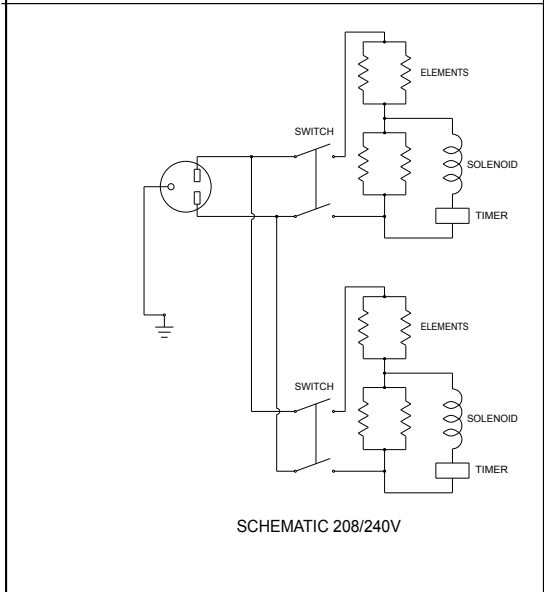 ELEMENTS
SWITCH
SOLENOID
TIMER
ELEMENTS
SWITCH
SOLENOID
TIMER
SCHEMATIC 208/240V